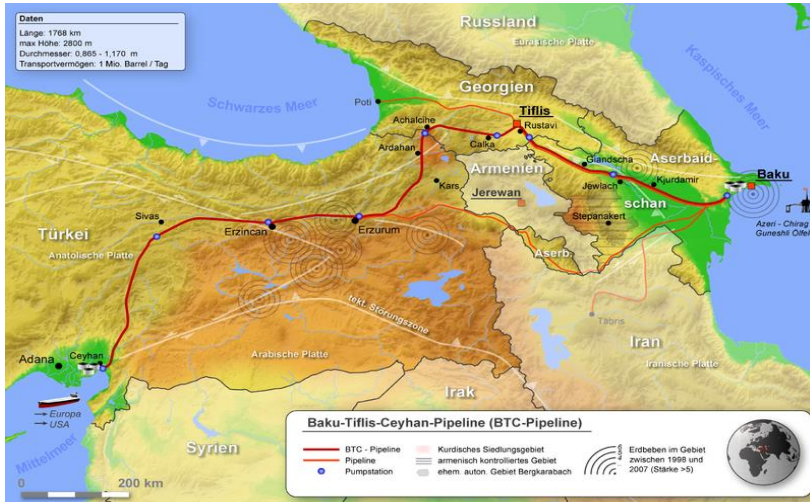 Daten
Länge: 1768 km
max Höhe: 2800 m
Durchmesser: 0,865 - 1,170 m
Transportvermögen: 1 Mio. Barrel / Tag
Russland
Eurasische Platte
Kaspisches Meer
Schwarzes Meer
Georgien
Poti
Tiflis
Rustavi
Achalcihe
Calka
Ardahan
Armenien
Giandscha
Aserbaid-
Baku
Kars
Jerewan
Jewlach
Kjurdamir
schan
Stepanakert
Azeri - Chirag -
Guneshli Ölfeld
Sivas
Erzincan
Erzurum
Türkei
Anatolische Platte
Aserb.
tekt. Störungszone
Täbris
Iran
Iranische Platte
Arabische Platte
Adana
Ceyhan
Irak
Europa
USA
Mittelmeer
Syrien
0 200 km
Baku-Tiflis-Ceyhan-Pipeline (BTC-Pipeline)
BTC - Pipeline
Pipeline
Pumpstation
Kurdisches Siedlungsgebiet
armenisch kontrolliertes Gebiet
ehem. auton. Gebiet Bergkarabach
Erdbeben im Gebiet
zwischen 1998 und
2007 (Stärke >5)